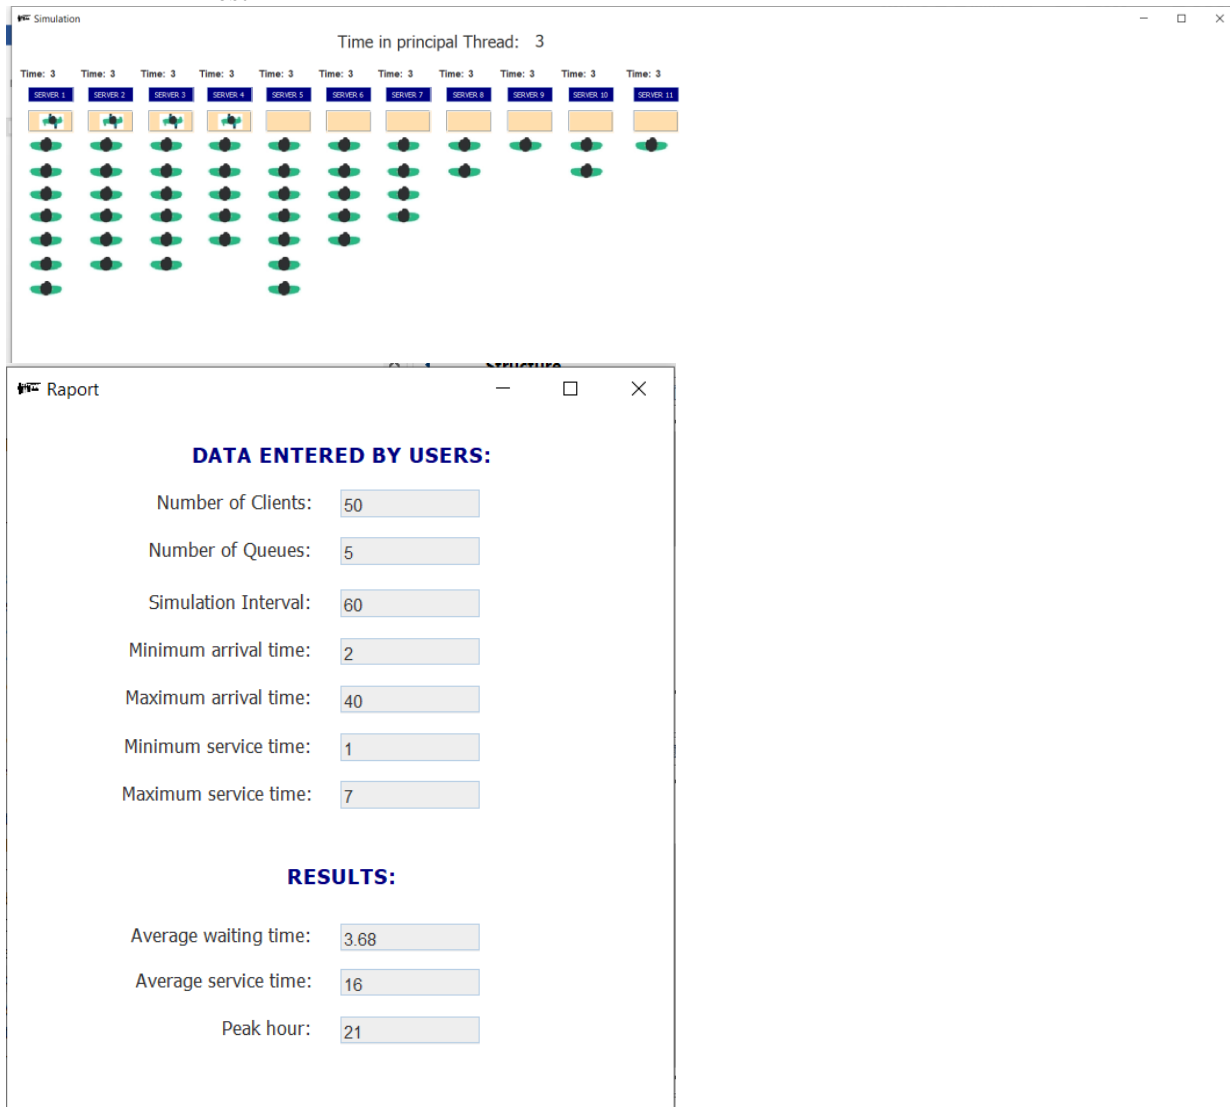 Simulation
Time in principal Thread: 3
Time: 3 Time: 3 Time: 3 Time: 3 Time: 3 Time: 3 Time: 3 Time: 3 Time: 3 Time: 3 Time: 3
SERVER 1 SERVER 2 SERVER 3 SERVER 4 SERVER 5 SERVER 6 SERVER 7 SERVER 8 SERVER 9 SERVER 10 SERVER 11
Structure
Raport
DATA ENTERED BY USERS:
Number of Clients: 50
Number of Queues: 5
Simulation Interval: 60
Minimum arrival time: 2
Maximum arrival time: 40
Minimum service time: 1
Maximum service time: 7
RESULTS:
Average waiting time: 3.68
Average service time: 16
Peak hour: 21